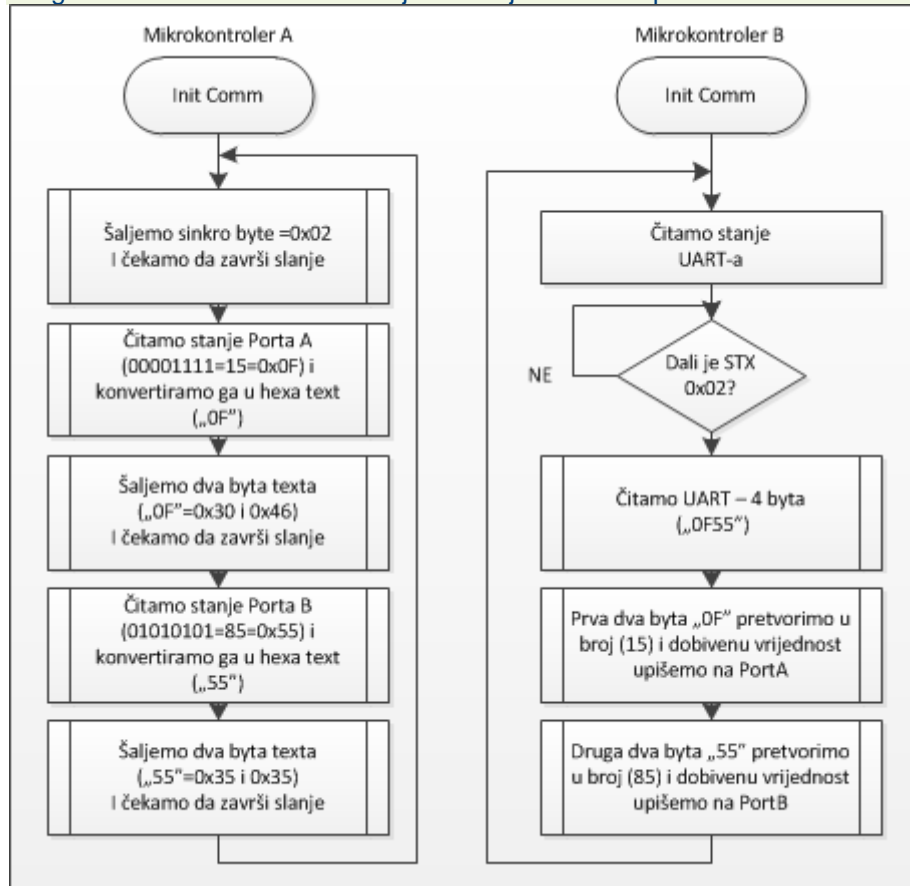 Mikrokontroler A
Init Comm
Šaljemo sinkro byte =0x02
I čekamo da završi slanje
Čitamo stanje Porta A
(00001111=15=0x0F) i
konvertiramo ga u hexa text
(„0F”)
Šaljemo dva byta texta
(„0F”=0x30 i 0x46)
I čekamo da završi slanje
Čitamo stanje Porta B
(01010101=85=0x55) i
konvertiramo ga u hexa text
(„55”)
Šaljemo dva byta texta
(„55”=0x35 i 0x35)
I čekamo da završi slanje
Mikrokontroler B
Init Comm
Čitamo stanje
UART-a
Dali je STX
0x02?
NE
Čitamo UART – 4 byta
(„0F55”)
Prva dva byta „0F” pretvorimo u
broj (15) i dobivenu vrijednost
upišemo na PortA
Druga dva byta „55” pretvorimo
u broj (85) i dobivenu vrijednost
upišemo na PortB